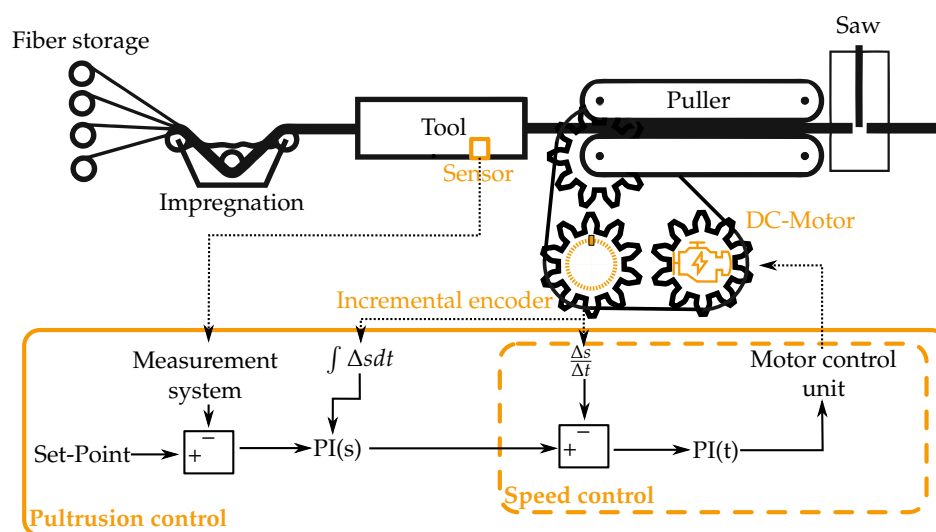 Saw
Fiber storage
Puller
Tool
Sensor
Impregnation
DC-Motor
Incremental encoder
Measurement
system
∫ Δsdt
Δs
Δt
Motor control
unit
−
−
Set-Point
+
PI(s)
+
PI(t)
Speed control
Pultrusion control